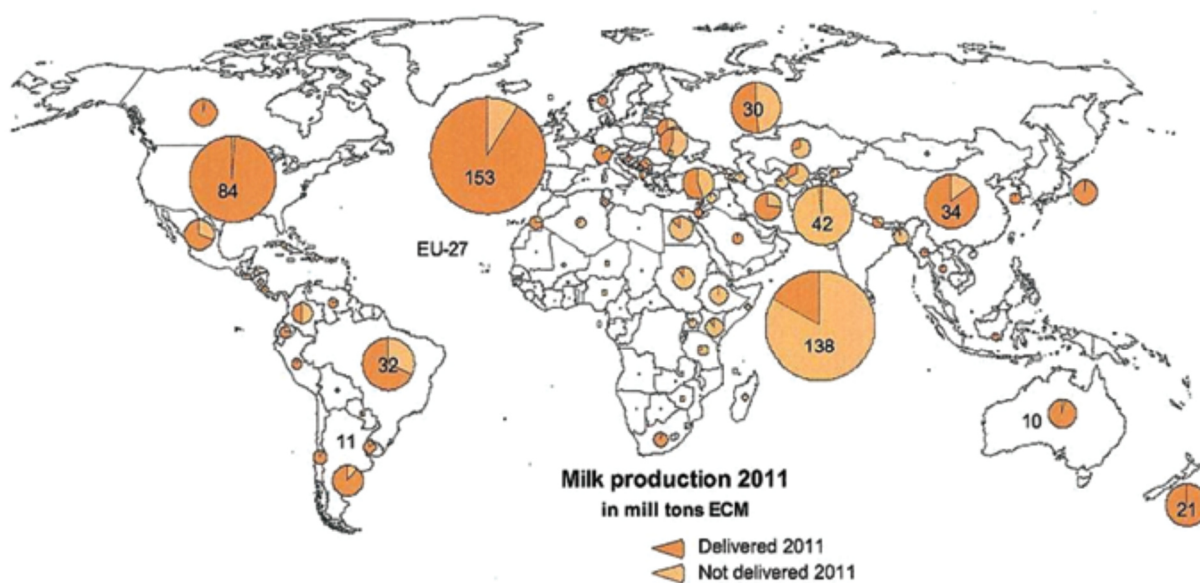 30
153
84
42
34
EU-27
138
32
10
11
Milk production 2011
in mill tons ECM
21
Delivered 2011
Not delivered 2011